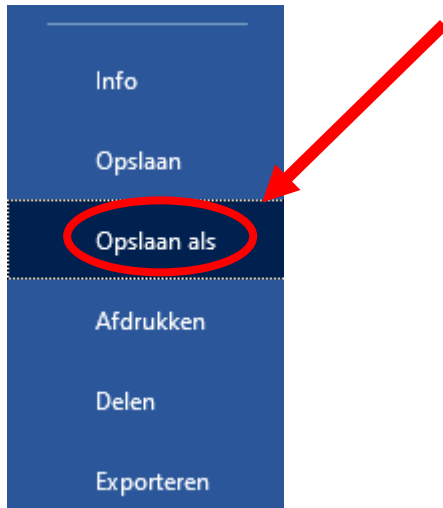 Info
Opslaan
Opslaan als
Afdrukken
Delen
Exporteren